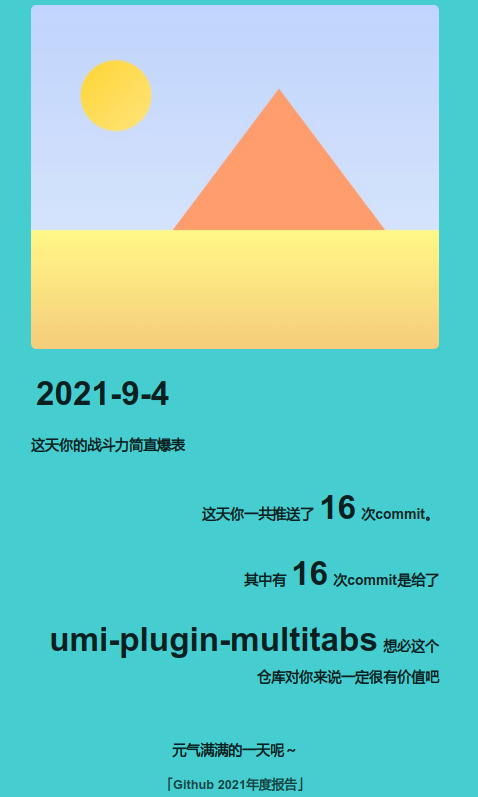 2021-9-4
这天你的战斗力简直爆表
这天你一共推送了 16 次commit。
其中有 16 次commit是给了
umi-plugin-multitabs 想必这个
仓库对你来说一定很有价值吧
元气满满的一天呢 ~
「Github 2021年度报告」